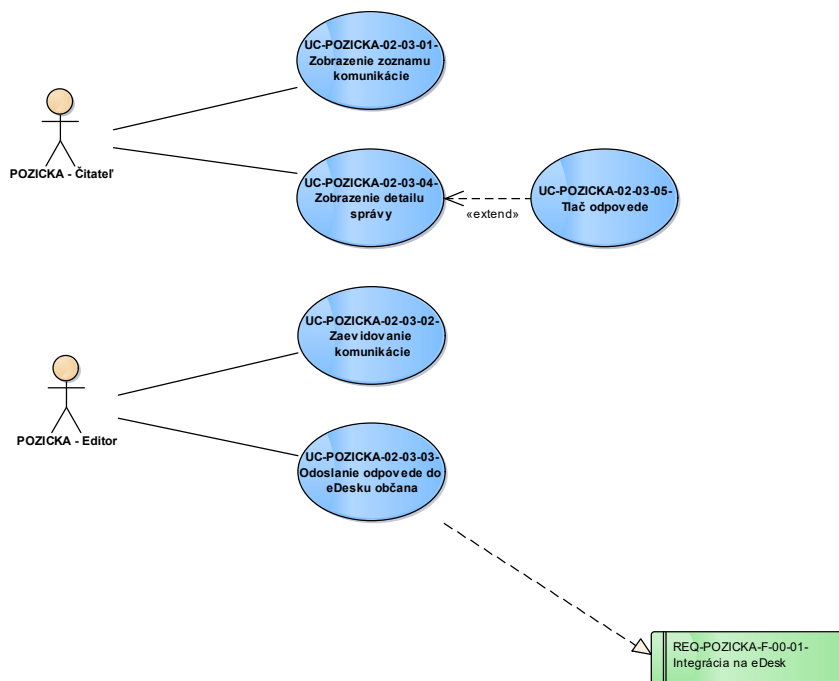 UC-POZICKA-02-03-01-
Zobrazenie zoznamu
komunikácie
POZICKA - Čitateľ
UC-POZICKA-02-03-04-
Zobrazenie detailu
správy
«extend»
UC-POZICKA-02-03-05-
Tlač odpovede
UC-POZICKA-02-03-02-
Zaevidovanie
komunikácie
POZICKA - Editor
UC-POZICKA-02-03-03-
Odoslanie odpovede do
eDesku občana
REQ-POZICKA-F-00-01-
Integrácia na eDesk